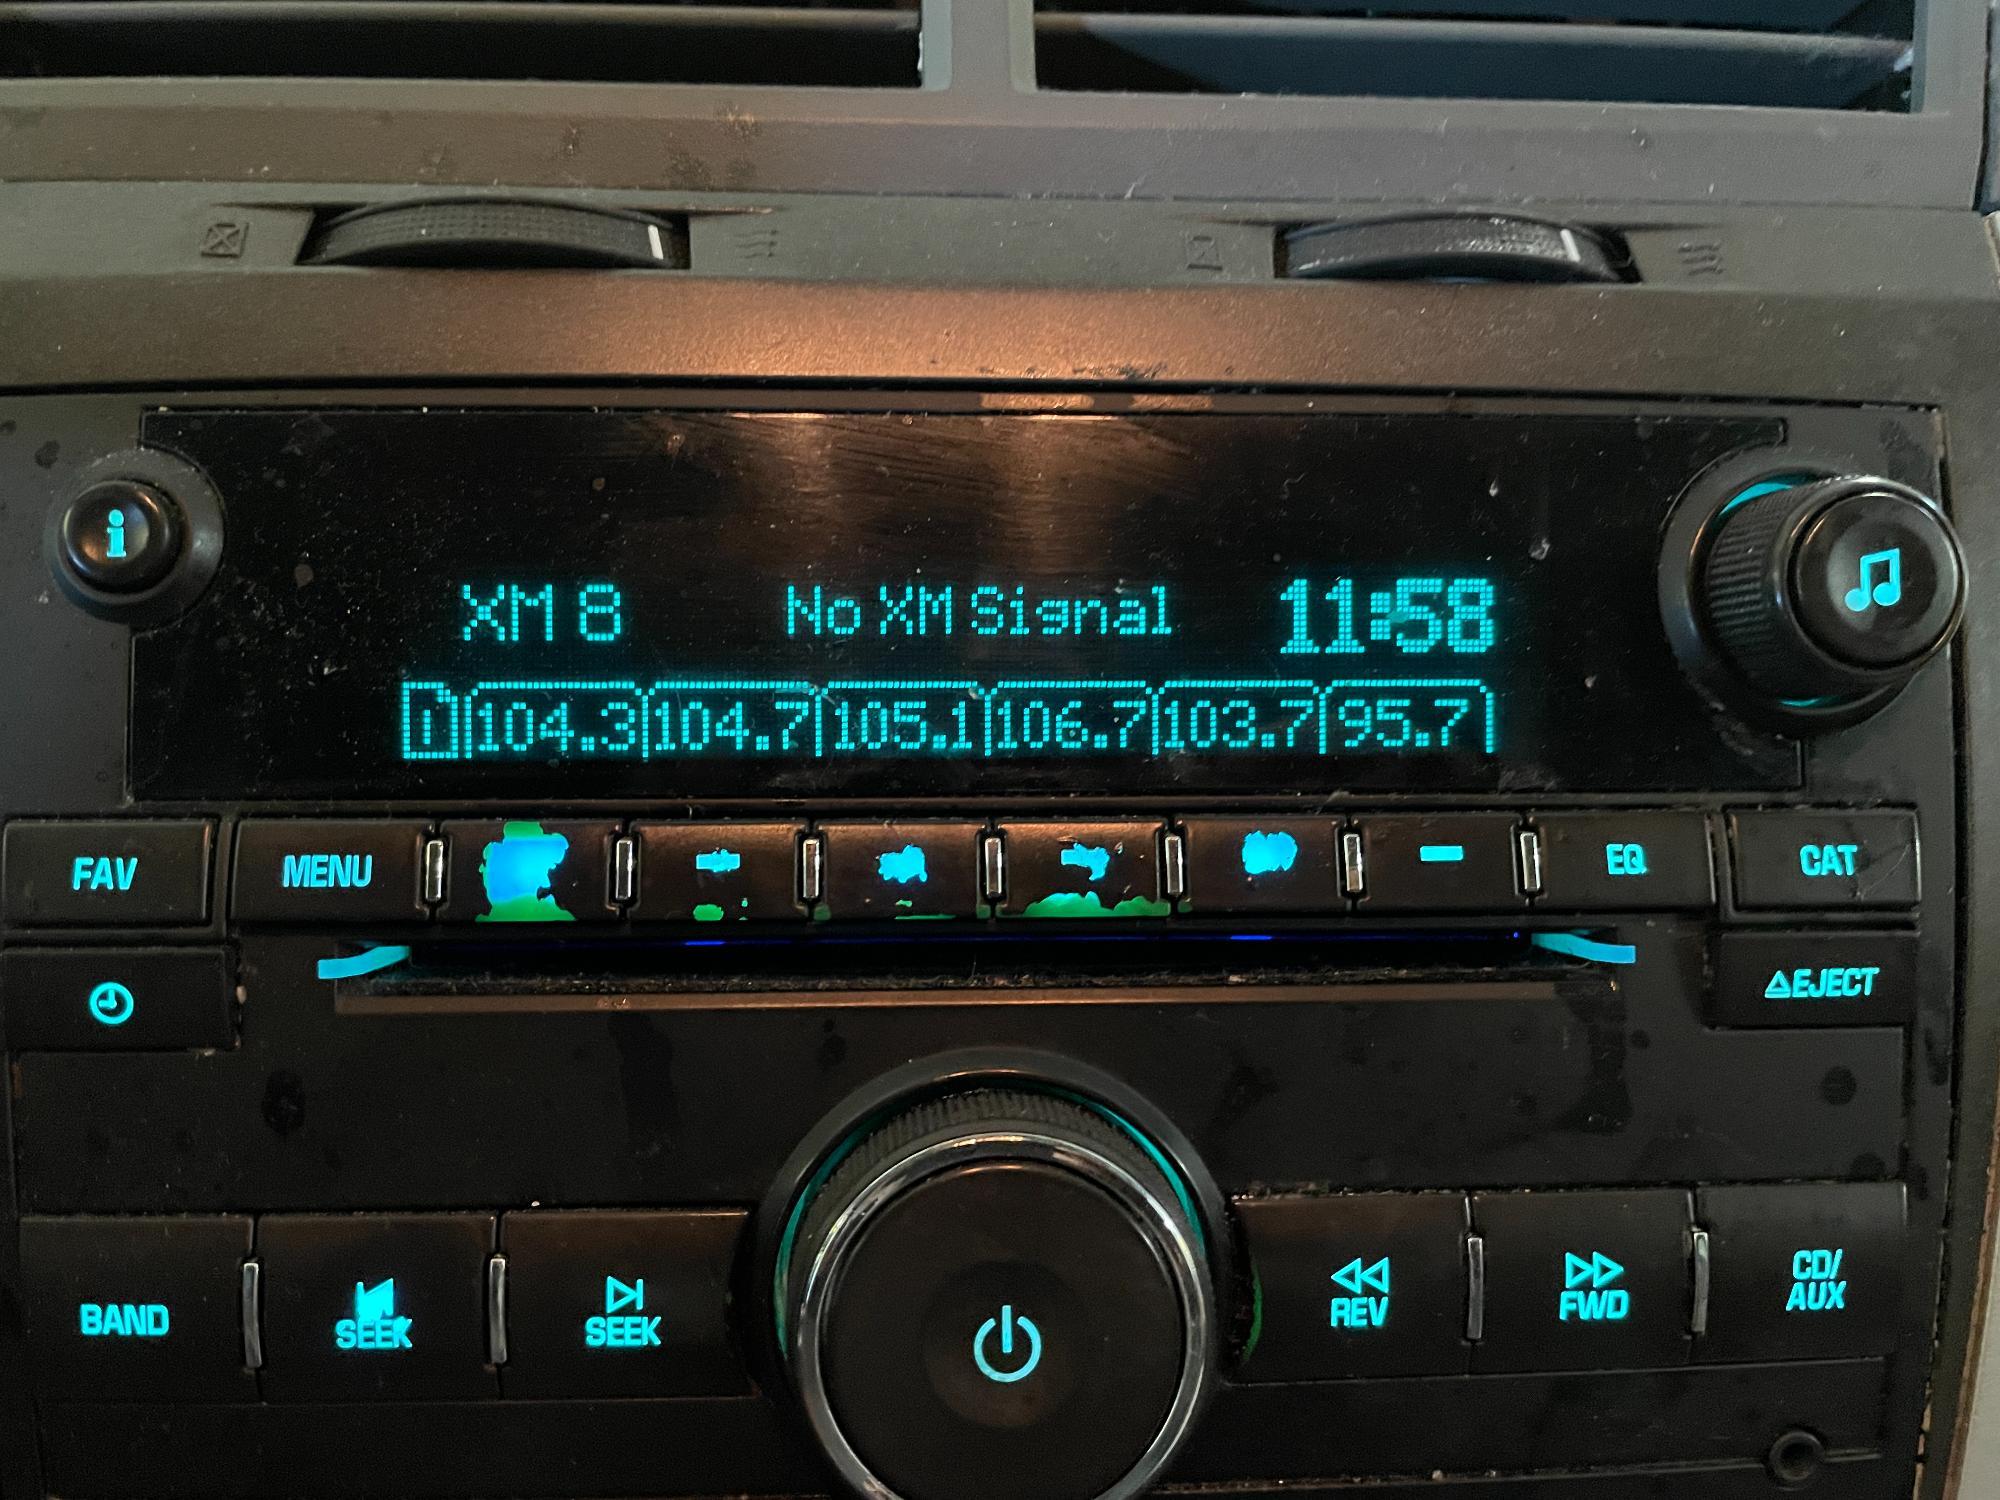 i
XM 8 No XM Signal 11:58
1 104.3 104.7 105.1 106.7 103.7 95.7
FAV MENU EQ CAT
EJECT
BAND SEEK SEEK REV FWD CD/
AUX